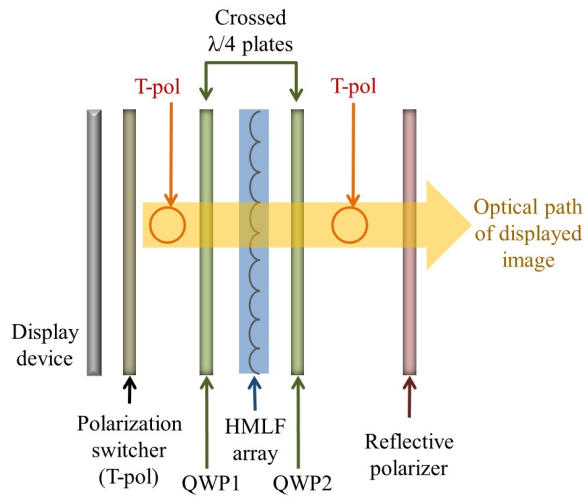 Crossed
λ/4 plates
T-pol
T-pol
Optical path
of displayed
image
Display
device
Polarization
switcher
(T-pol)
QWP1
HMLF
array
QWP2
Reflective
polarizer